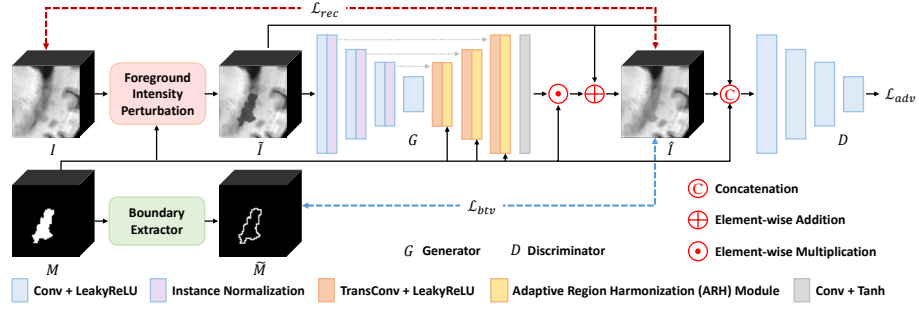 ℒ_rec
Foreground
Intensity
Perturbation
I
Ĩ
G
Î
C
D
ℒ_adv
Boundary
Extractor
M
M̃
ℒ_btv
C Concatenation
Element-wise Addition
Element-wise Multiplication
G Generator D Discriminator
Conv + LeakyReLU Instance Normalization TransConv + LeakyReLU Adaptive Region Harmonization (ARH) Module Conv + Tanh